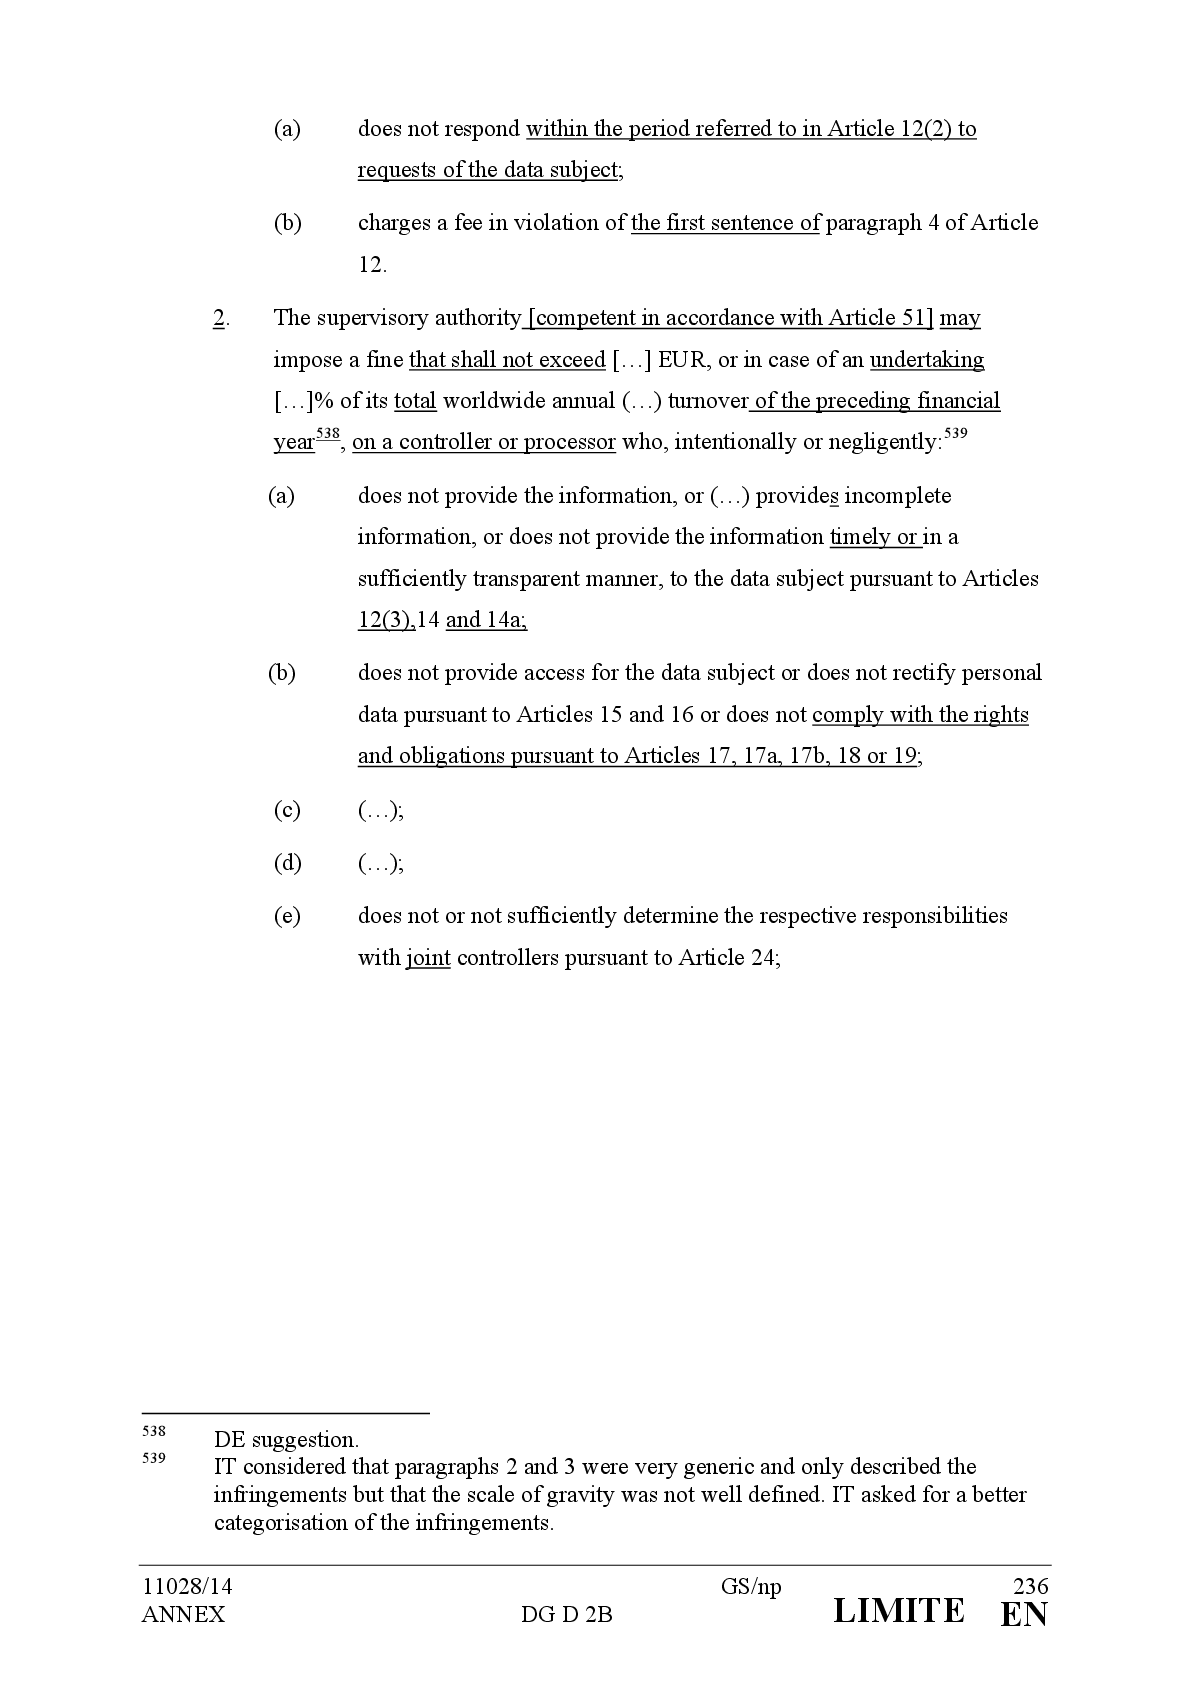 (a) does not respond within the period referred to in Article 12(2) to
requests of the data subject;
(b) charges a fee in violation of the first sentence of paragraph 4 of Article
12.
2. The supervisory authority [competent in accordance with Article 51] may
impose a fine that shall not exceed […] EUR, or in case of an undertaking
[…]% of its total worldwide annual (…) turnover of the preceding financial
year538, on a controller or processor who, intentionally or negligently:539
(a) does not provide the information, or (…) provides incomplete
information, or does not provide the information timely or in a
sufficiently transparent manner, to the data subject pursuant to Articles
12(3),14 and 14a;
(b) does not provide access for the data subject or does not rectify personal
data pursuant to Articles 15 and 16 or does not comply with the rights
and obligations pursuant to Articles 17, 17a, 17b, 18 or 19;
(c) (…);
(d) (…);
(e) does not or not sufficiently determine the respective responsibilities
with joint controllers pursuant to Article 24;
538 DE suggestion.
539 IT considered that paragraphs 2 and 3 were very generic and only described the
infringements but that the scale of gravity was not well defined. IT asked for a better
categorisation of the infringements.
11028/14 GS/np 236
ANNEX DG D 2B LIMITE EN